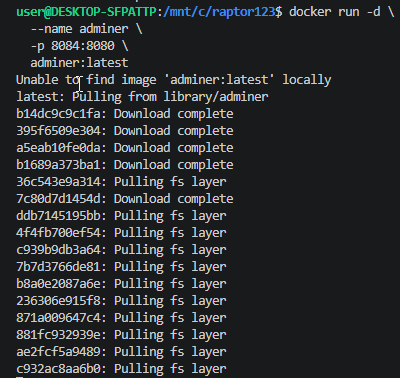 user@DESKTOP-SFPATTP:/mnt/c/raptor123$ docker run -d \
--name adminer \
-p 8084:8080 \
adminer:latest
Unable to find image 'adminer:latest' locally
latest: Pulling from library/adminer
b14dc9c9c1fa: Download complete
395f6509e304: Download complete
a5eab10fe0da: Download complete
b1689a373ba1: Download complete
36c543e9a314: Pulling fs layer
7c80d7d1454d: Download complete
ddb7145195bb: Pulling fs layer
4f4fb700ef54: Pulling fs layer
c939b9db3a64: Pulling fs layer
7b7d3766de81: Pulling fs layer
b8a0e2087a6e: Pulling fs layer
236306e915f8: Pulling fs layer
871a009647c4: Pulling fs layer
881fc932939e: Pulling fs layer
ae2fcf5a9489: Pulling fs layer
c932ac8aa6b0: Pulling fs layer